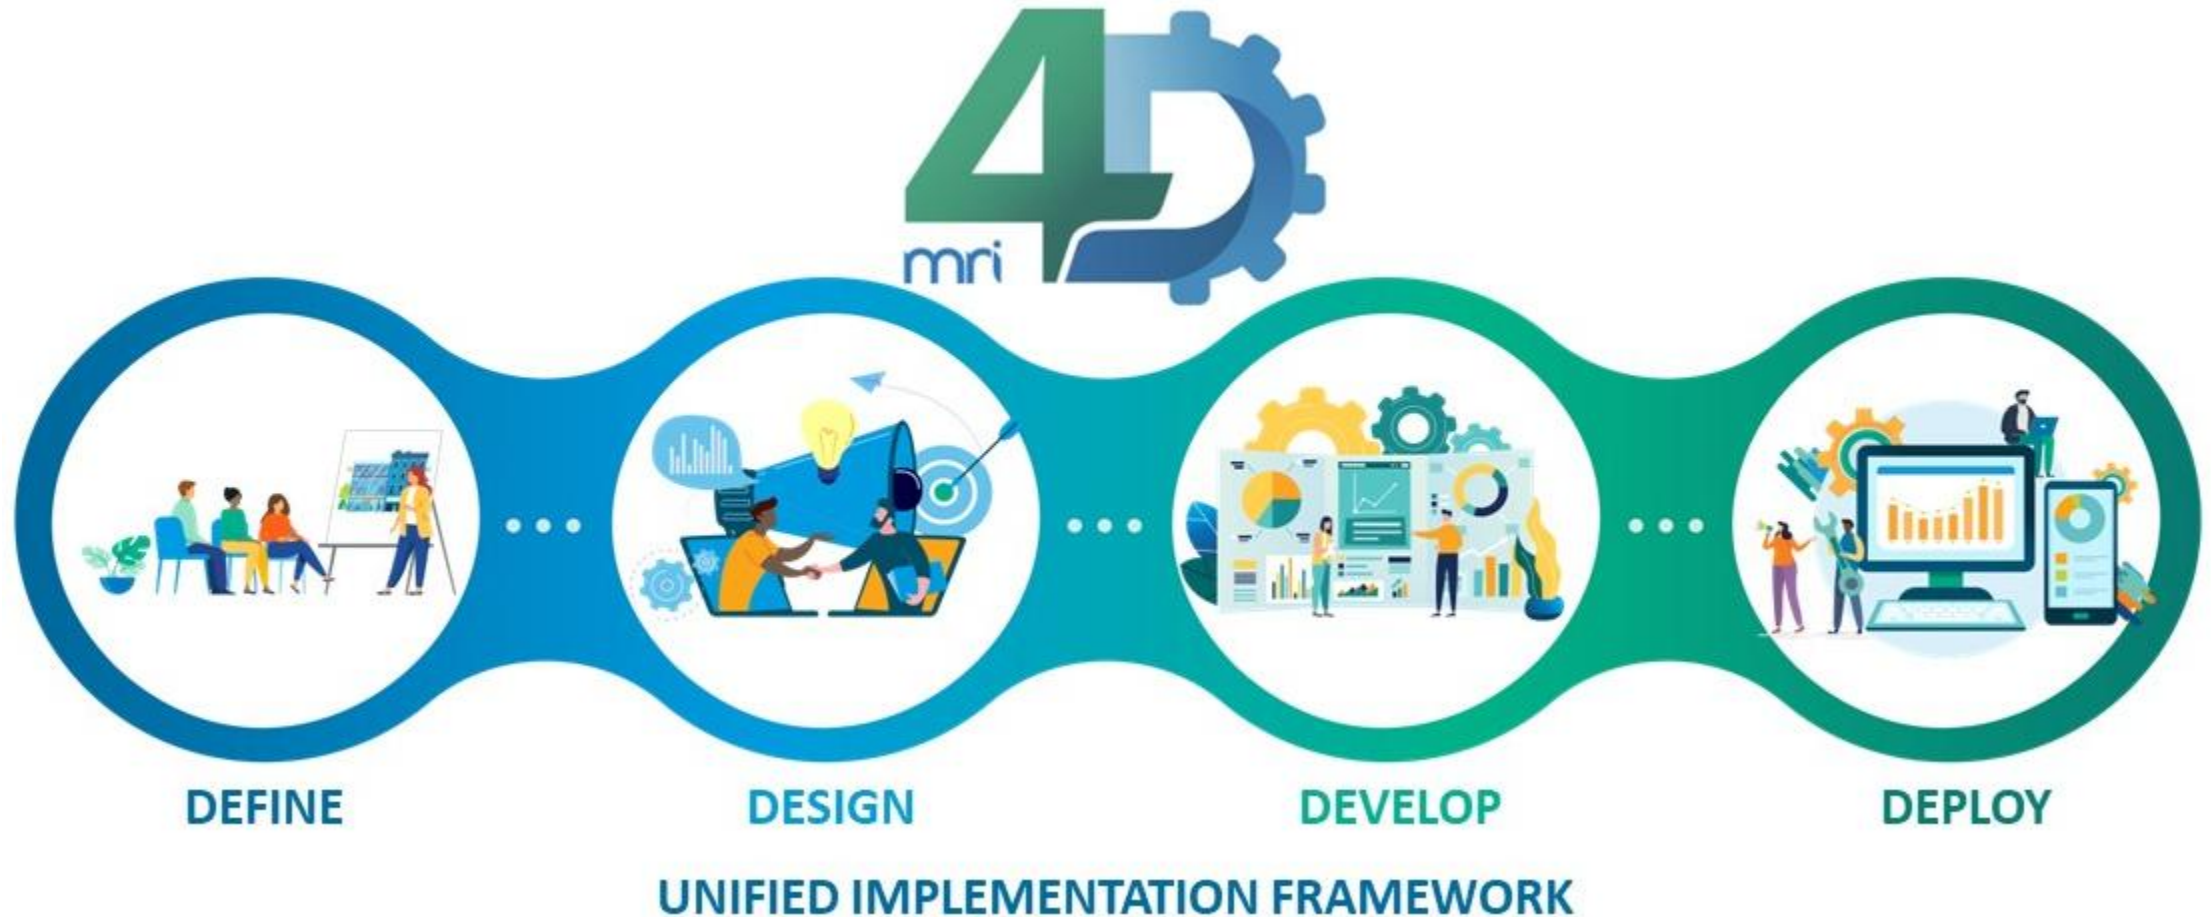 4D
mri
DEFINE
DESIGN
DEVELOP
DEPLOY
UNIFIED IMPLEMENTATION FRAMEWORK